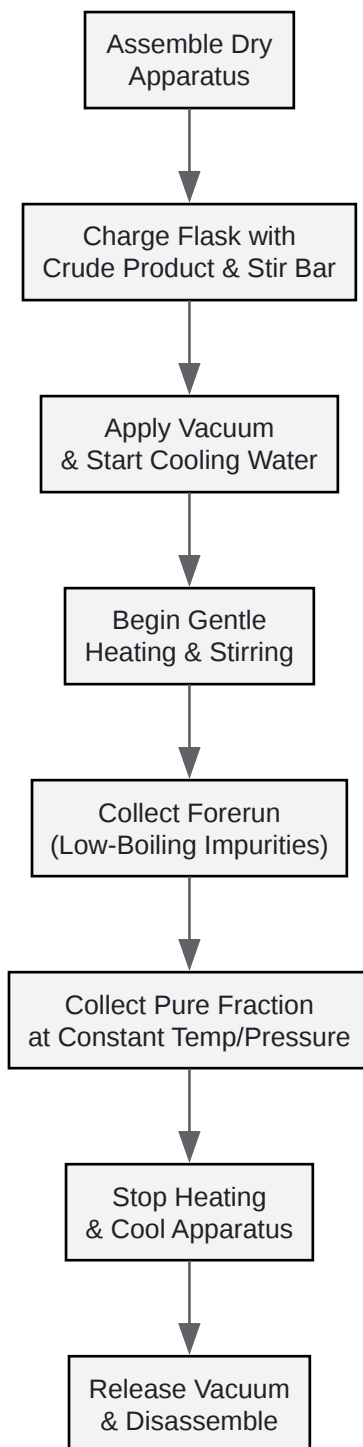 Assemble Dry
Apparatus
Charge Flask with
Crude Product & Stir Bar
Apply Vacuum
& Start Cooling Water
Begin Gentle
Heating & Stirring
Collect Forerun
(Low-Boiling Impurities)
Collect Pure Fraction
at Constant Temp/Pressure
Stop Heating
& Cool Apparatus
Release Vacuum
& Disassemble